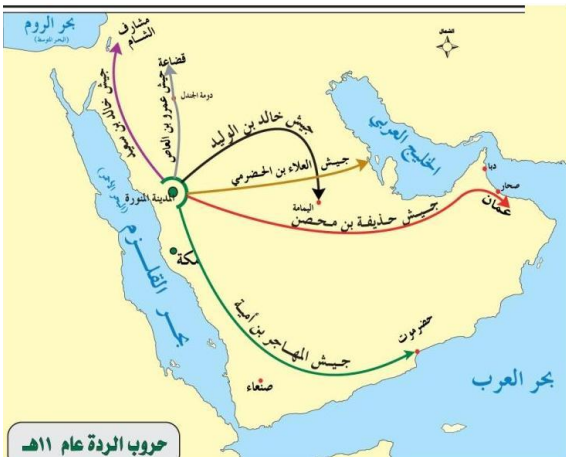 بحر الروم
(البحر المتوسط)
مشارف
الشام
الشمال
قضاعة
دومة الجندل
جيش خالد بن سعيد
جيش عمرو بن العاص
جيش خالد بن الوليد
الخليج العربي
جيش العلاء بن الحضرمي
دبا
صحار
عمان
المدينة المنورة
اليمامة
جيش حذيفة بن محصن
(البحر الأحمر)
بحر القلزم
مكة
جيش المهاجر بن أمية
حضرموت
صنعاء
بحر العرب
حروب الردة عام ١١هـ